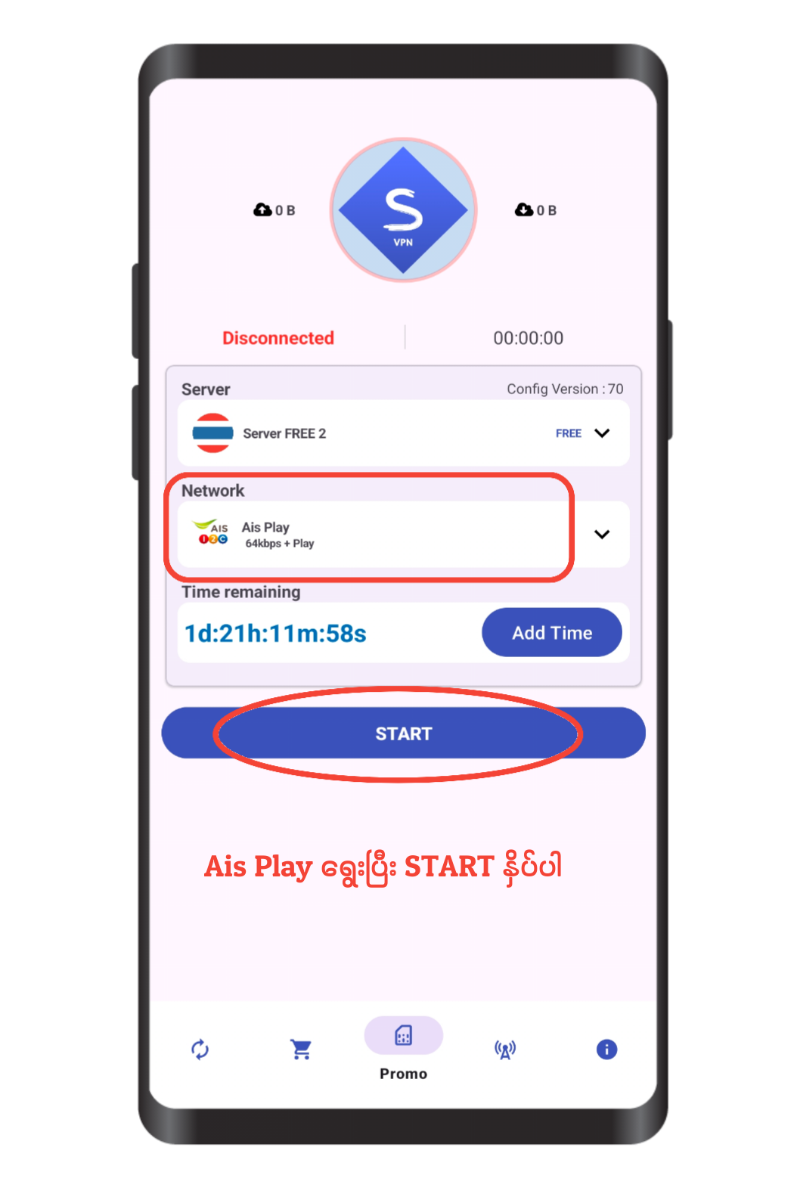 0 B
S
VPN
0 B
Disconnected
00:00:00
Server
Config Version : 70
Server FREE 2
FREE
Network
AIS
1 2 C
Ais Play
64kbps + Play
Time remaining
1d:21h:11m:58s
Add Time
START
Ais Play ရွေးပြီး START နှိပ်ပါ
Promo